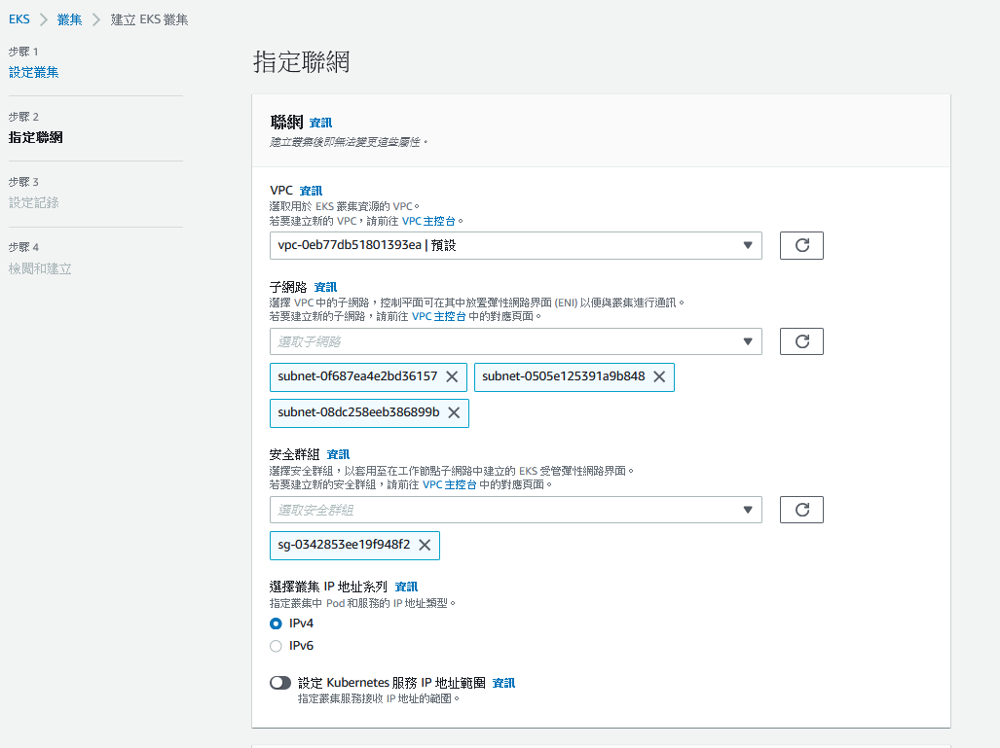 EKS > 叢集 > 建立 EKS 叢集
步驟 1
設定叢集
步驟 2
指定聯網
步驟 3
設定記錄
步驟 4
檢閱和建立
指定聯網
聯網 資訊
建立叢集後即無法變更這些屬性。
VPC 資訊
選取用於 EKS 叢集資源的 VPC。
若要建立新的 VPC，請前往 VPC 主控台。
vpc-0eb77db51801393ea | 預設
子網路 資訊
選擇 VPC 中的子網路，控制平面可在其中放置彈性網路界面 (ENI) 以便與叢集進行通訊。
若要建立新的子網路，請前往 VPC 主控台 中的對應頁面。
選取子網路
subnet-0f687ea4e2bd36157 subnet-0505e125391a9b848
subnet-08dc258eeb386899b
安全群組 資訊
選擇安全群組，以套用至在工作節點子網路中建立的 EKS 受管彈性網路界面。
若要建立新的安全群組，請前往 VPC 主控台 中的對應頁面。
選取安全群組
sg-0342853ee19f948f2
選擇叢集 IP 地址系列 資訊
指定叢集中 Pod 和服務的 IP 地址類型。
IPv4
IPv6
設定 Kubernetes 服務 IP 地址範圍 資訊
指定叢集服務接收 IP 地址的範圍。